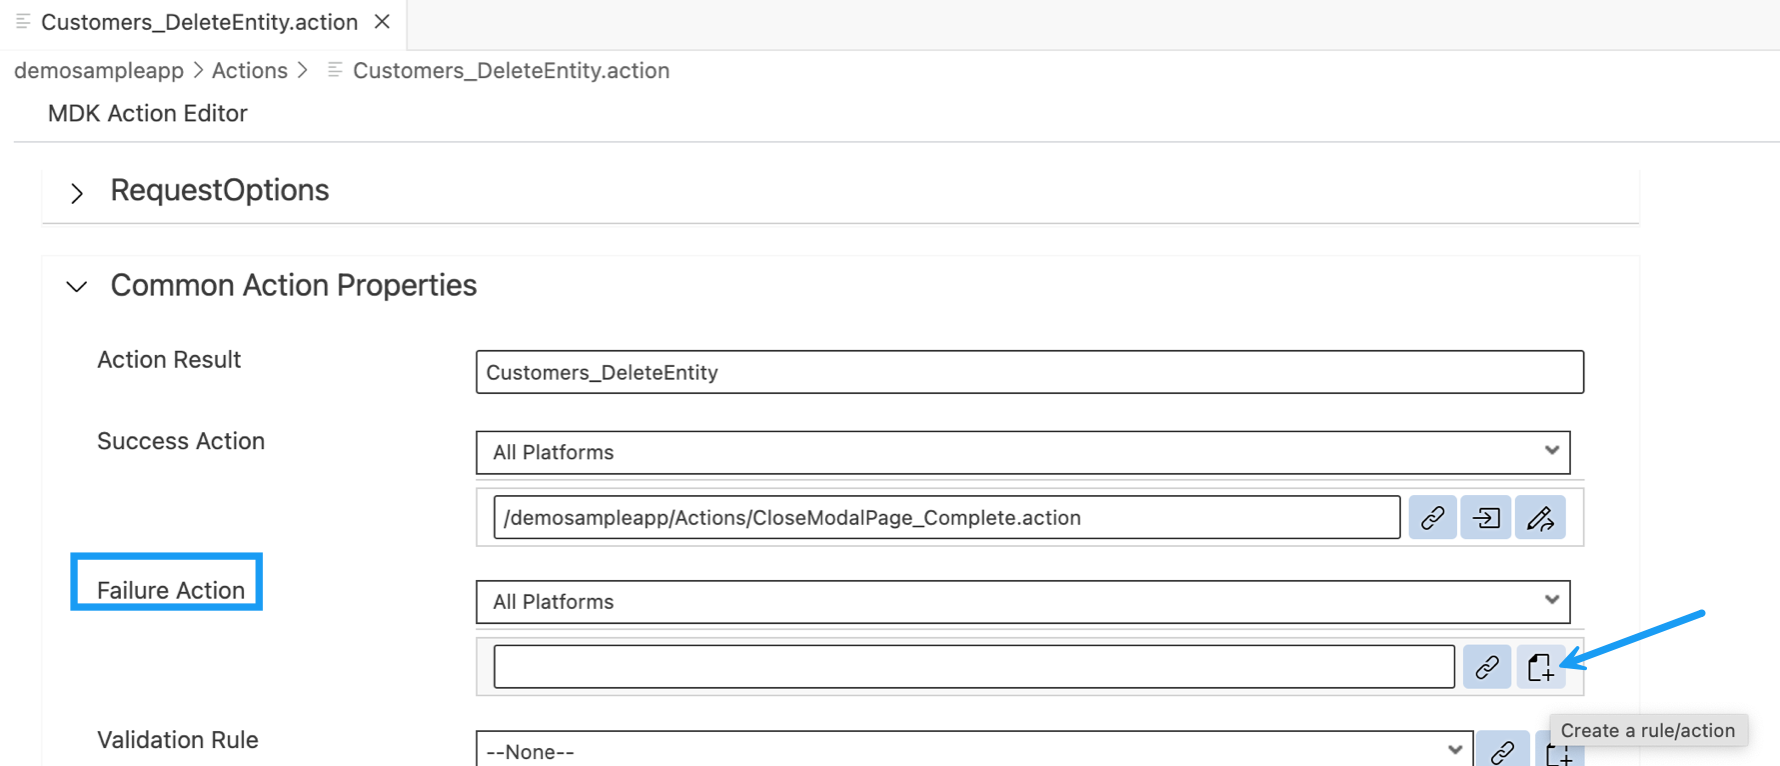 Customers_DeleteEntity.action
demosampleapp > Actions > Customers_DeleteEntity.action
MDK Action Editor
RequestOptions
Common Action Properties
Action Result
Customers_DeleteEntity
Success Action
All Platforms
/demosampleapp/Actions/CloseModalPage_Complete.action
Failure Action
All Platforms
Create a rule/action
Validation Rule
--None--